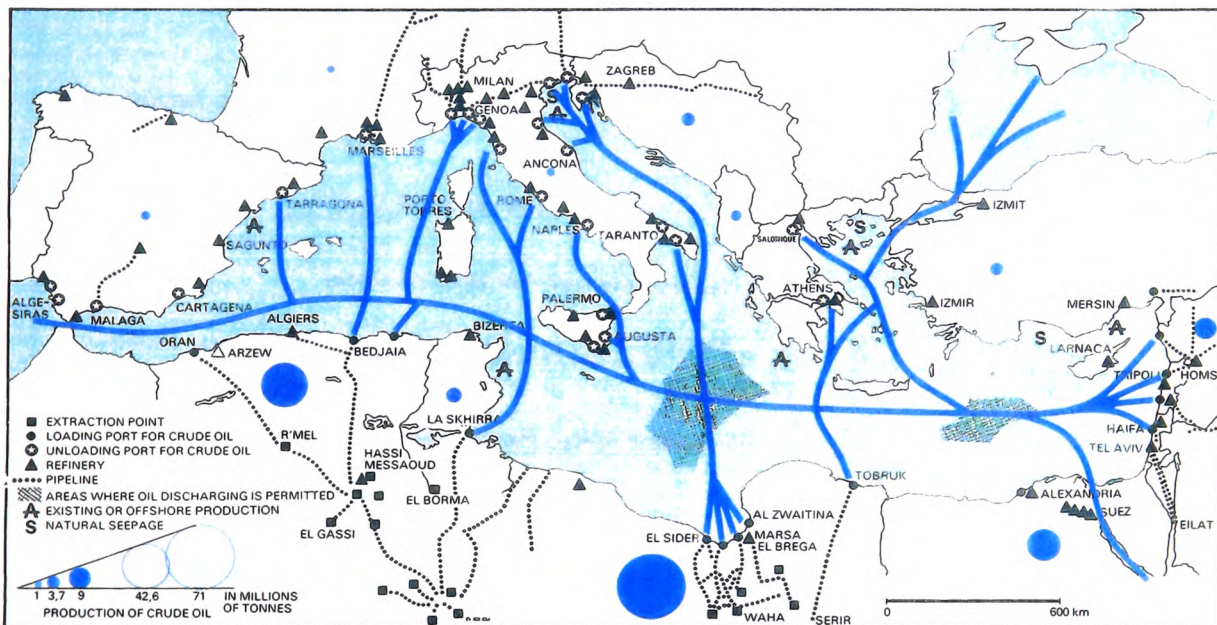 ZAGREB
MILAN
GENOA
MARSEILLES
ANCONA
TARRAGONA
PORTO
TORRES
ROME
IZMIT
SAGUNTO
NAPLES
TARANTO
SALONIQUE
S
A
ALGE-
SIRAS
MALAGA
CARTAGENA
PALERMO
ATHENS
IZMIR
MERSIN
ALGIERS
AUGUSTA
ORAN
ARZEW
BEDJAIA
BIZERTA
LARNACA
TRIPOLI
HOMS
LA SKHIRRA
HAIFA
TEL AVIV
R'MEL
HASSI
MESSAOUD
EL BORMA
TOBRUK
ALEXANDRIA
SUEZ
EL GASSI
AL ZWAITINA
EL SIDER
MARSA
EL BREGA
EILAT
WAHA
SERIR
EXTRACTION POINT
LOADING PORT FOR CRUDE OIL
UNLOADING PORT FOR CRUDE OIL
REFINERY
PIPELINE
AREAS WHERE OIL DISCHARGING IS PERMITTED
A EXISTING OR OFFSHORE PRODUCTION
S NATURAL SEEPAGE
1 3,7 9 42,6 71 IN MILLIONS
OF TONNES
PRODUCTION OF CRUDE OIL
0 600 km